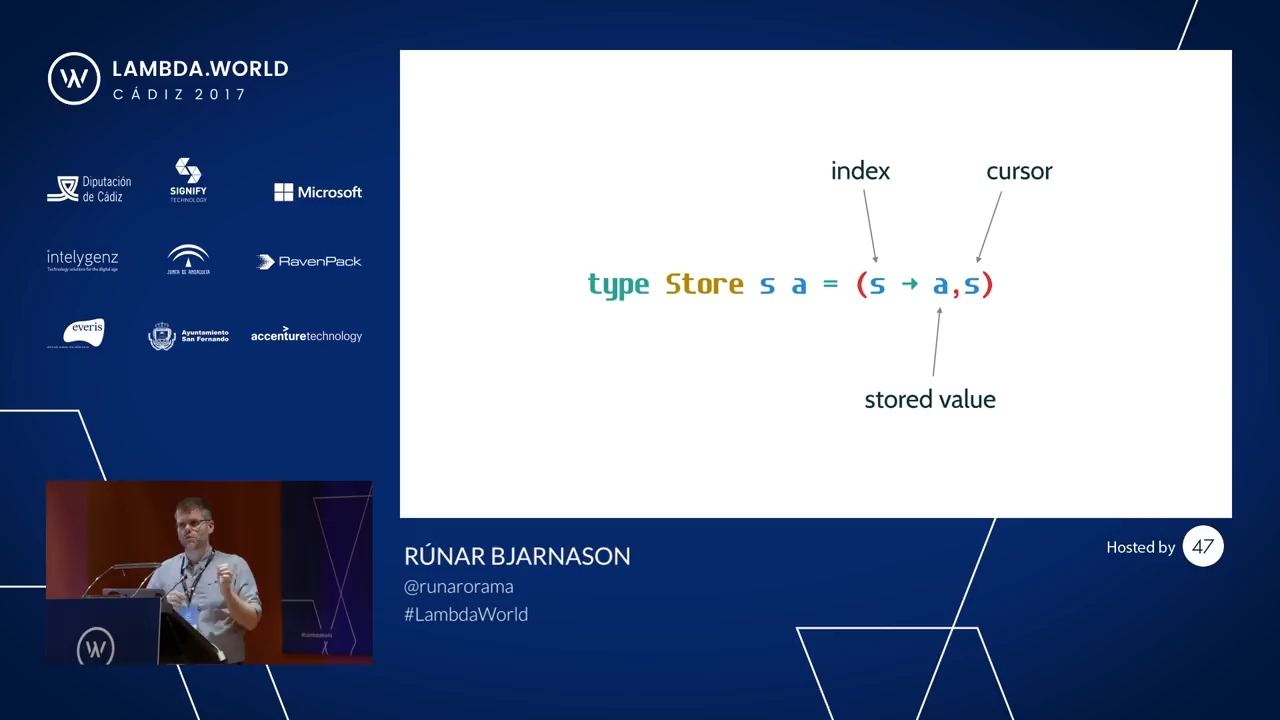 LAMBDA.WORLD
CÁDIZ 2017
Diputación
de Cádiz
SIGNIFY
TECHNOLOGY
Microsoft
intelygenz
Technology solutions for the digital age
JUNTA DE ANDALUCIA
RavenPack
everis
Ayuntamiento
San Fernando
accenturetechnology
index
cursor
type Store s a = (s → a,s)
stored value
RÚNAR BJARNASON
@runarorama
#LambdaWorld
Hosted by 47
#lambdaworld